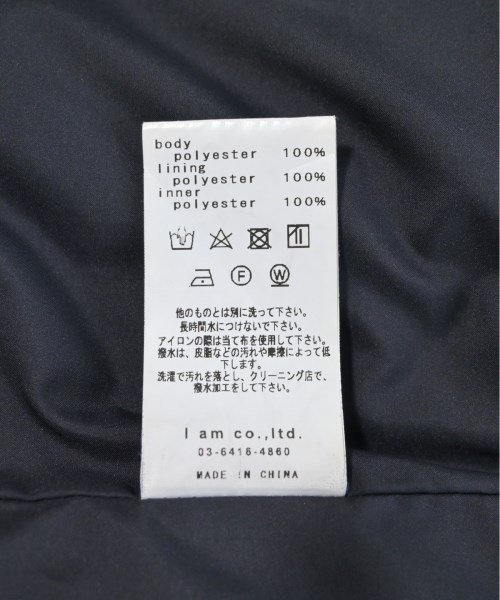 body
polyester 100%
lining
polyester 100%
inner
polyester 100%
F W
他のものとは別に洗って下さい。
長時間水につけないで下さい。
アイロンの際は当て布を使用して下さい。
撥水は、皮脂などの汚れや摩擦によって低
下します。
洗濯で汚れを落とし、クリーニング店で、
撥水加工をして下さい。
I am co.,ltd.
03-6416-4860
MADE IN CHINA